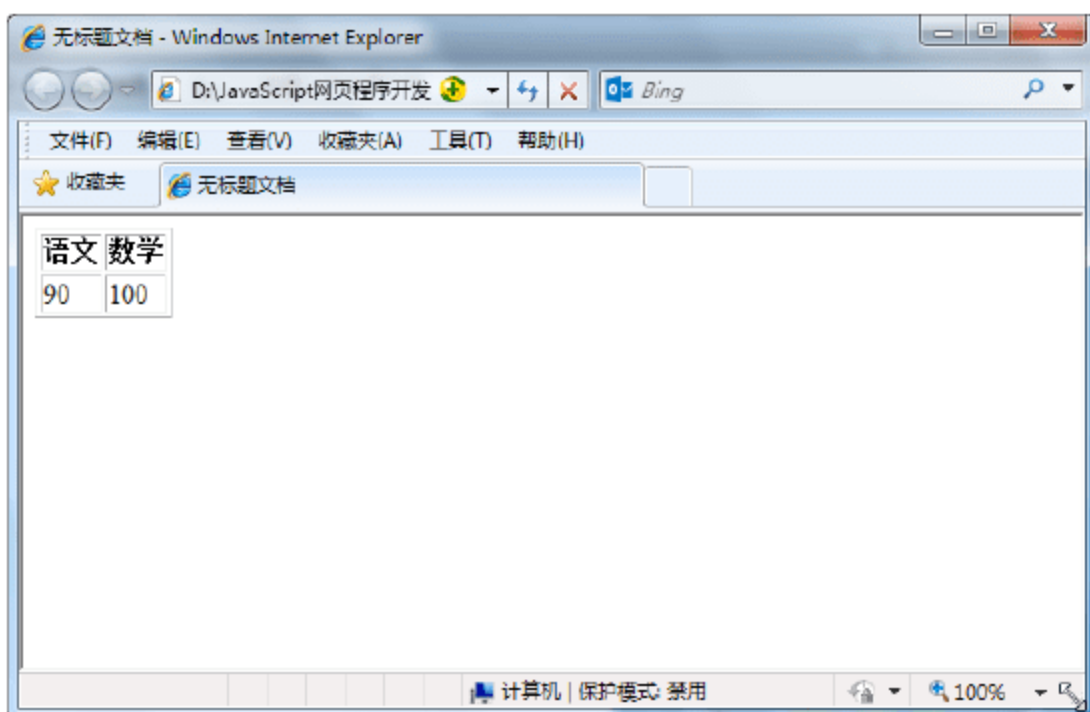 无标题文档 - Windows Internet Explorer
D:\JavaScript网页程序开发 Bing
文件(F) 编辑(E) 查看(V) 收藏夹(A) 工具(T) 帮助(H)
收藏夹 无标题文档
语文 数学
90 100
计算机 | 保护模式: 禁用 100%